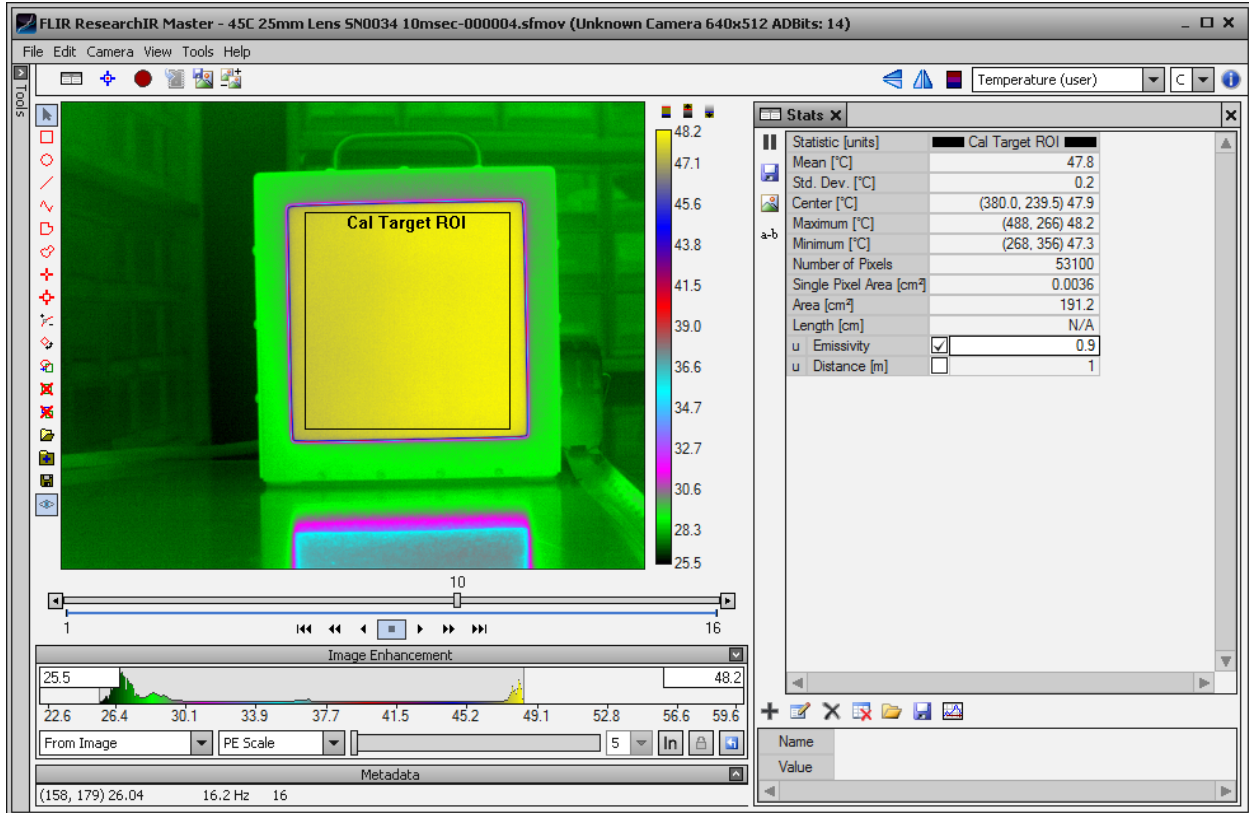 FLIR ResearchIR Master - 45C 25mm Lens SN0034 10msec-000004.sfmov (Unknown Camera 640x512 ADBits: 14)
File Edit Camera View Tools Help
Tools
Temperature (user) C
Cal Target ROI
48.2
47.1
45.6
43.8
41.5
39.0
36.6
34.7
32.7
30.6
28.3
25.5
10
1 16
Image Enhancement
25.5 48.2
22.6 26.4 30.1 33.9 37.7 41.5 45.2 49.1 52.8 56.6 59.6
From Image PE Scale 5 ln
Metadata
(158, 179) 26.04 16.2 Hz 16
Stats
a-b
Statistic [units] Cal Target ROI
Mean [°C] 47.8
Std. Dev. [°C] 0.2
Center [°C] (380.0, 239.5) 47.9
Maximum [°C] (488, 266) 48.2
Minimum [°C] (268, 356) 47.3
Number of Pixels 53100
Single Pixel Area [cm²] 0.0036
Area [cm²] 191.2
Length [cm] N/A
u Emissivity 0.9
u Distance [m] 1
Name
Value